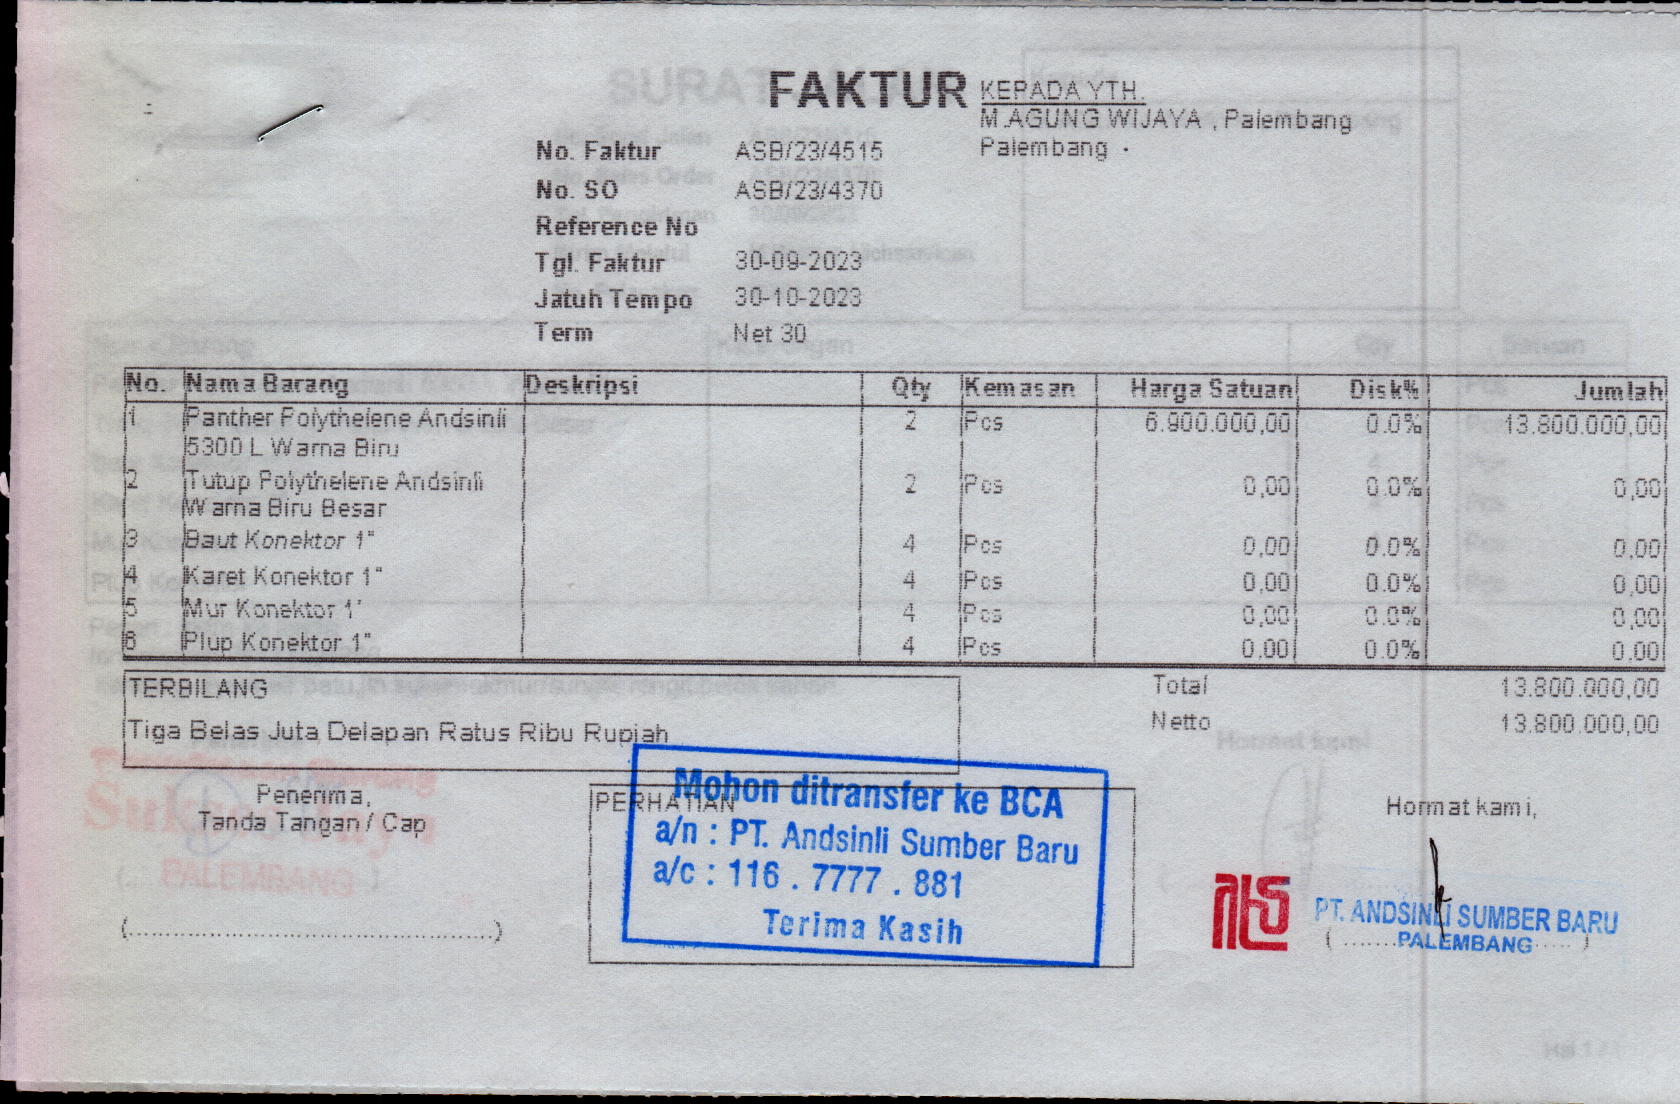 FAKTUR
KEPADA YTH.
M.AGUNG WIJAYA , Palembang
Palembang -
No. Faktur ASB/23/4515
No. SO ASB/23/4370
Reference No
Tgl. Faktur 30-09-2023
Jatuh Tempo 30-10-2023
Term Net 30
No. Nama Barang Deskripsi Qty Kemasan Harga Satuan Disk% Jumlah
1 Panther Polythelene Andsinli 2 Pcs 6.900.000,00 0.0% 13.800.000,00
5300 L Warna Biru
2 Tutup Polythelene Andsinli 2 Pcs 0,00 0.0% 0,00
Warna Biru Besar
3 Baut Konektor 1" 4 Pcs 0,00 0.0% 0,00
4 Karet Konektor 1" 4 Pcs 0,00 0.0% 0,00
5 Mur Konektor 1' 4 Pcs 0,00 0.0% 0,00
6 Plup Konektor 1" 4 Pcs 0,00 0.0% 0,00
TERBILANG
Tiga Belas Juta Delapan Ratus Ribu Rupiah
Total 13.800.000,00
Netto 13.800.000,00
Penerima,
Tanda Tangan / Cap
(..........................................)
PERHATIAN
Mohon ditransfer ke BCA
a/n : PT. Andsinli Sumber Baru
a/c : 116 . 7777 . 881
Terima Kasih
Hormat kami,
PT. ANDSINLI SUMBER BARU
PALEMBANG